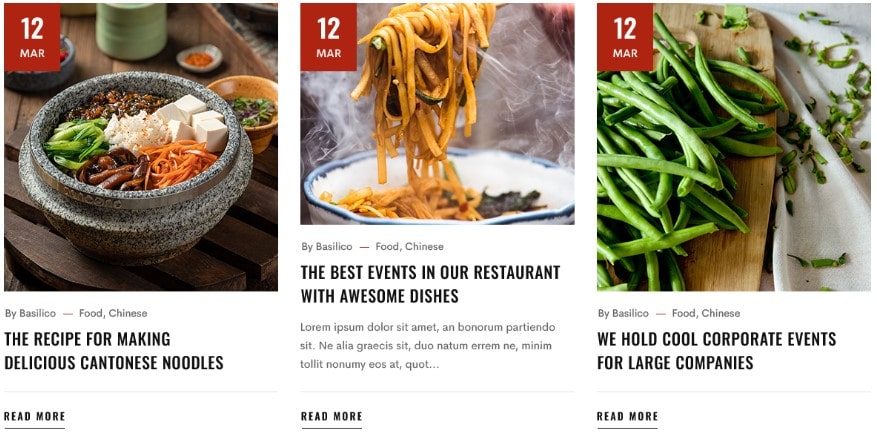 12
MAR
By Basilico — Food, Chinese
THE RECIPE FOR MAKING
DELICIOUS CANTONESE NOODLES
READ MORE
12
MAR
By Basilico — Food, Chinese
THE BEST EVENTS IN OUR RESTAURANT
WITH AWESOME DISHES
Lorem ipsum dolor sit amet, an bonorum partiendo
sit. Ne alia graecis sit, duo natum errem ne, minim
tollit nonumy eos at, quot...
READ MORE
12
MAR
By Basilico — Food, Chinese
WE HOLD COOL CORPORATE EVENTS
FOR LARGE COMPANIES
READ MORE